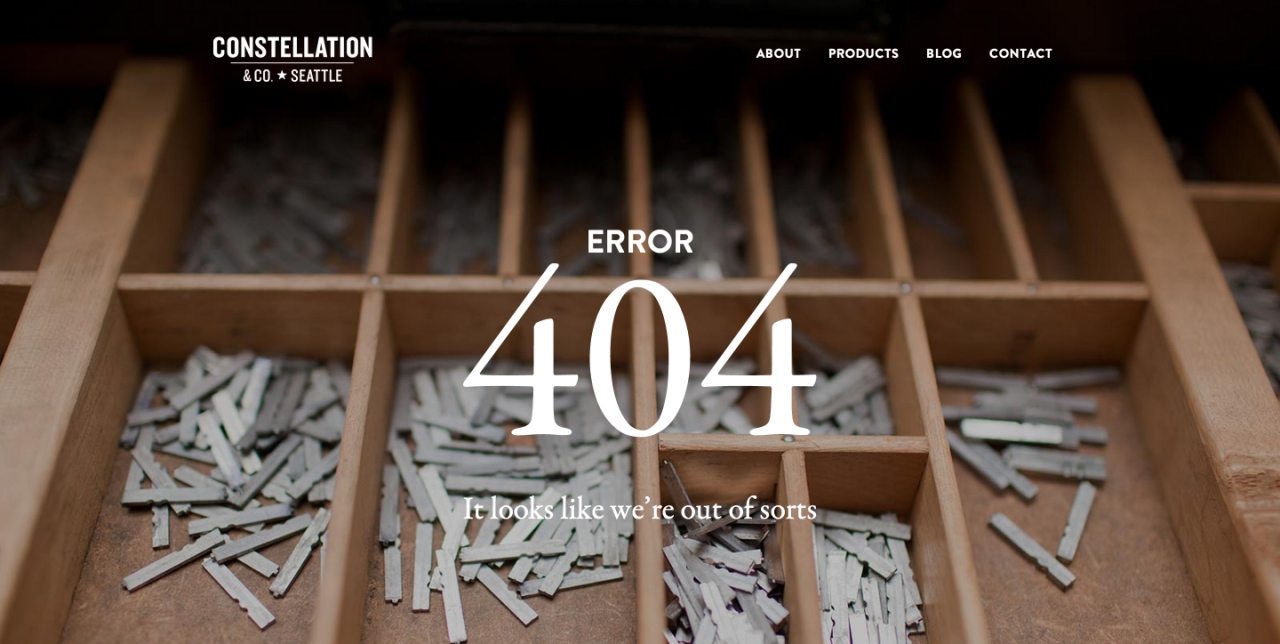 CONSTELLATION
& CO. ★ SEATTLE
ABOUT PRODUCTS BLOG CONTACT
ERROR
404
It looks like we’re out of sorts